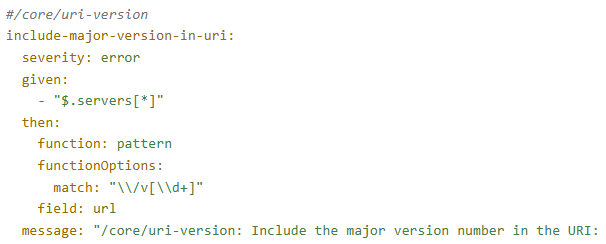 #/core/uri-version
include-major-version-in-uri:
  severity: error
  given:
    - "$.servers[*]"
  then:
    function: pattern
    functionOptions:
      match: "\\/v[\\d+]"
    field: url
  message: "/core/uri-version: Include the major version number in the URI: